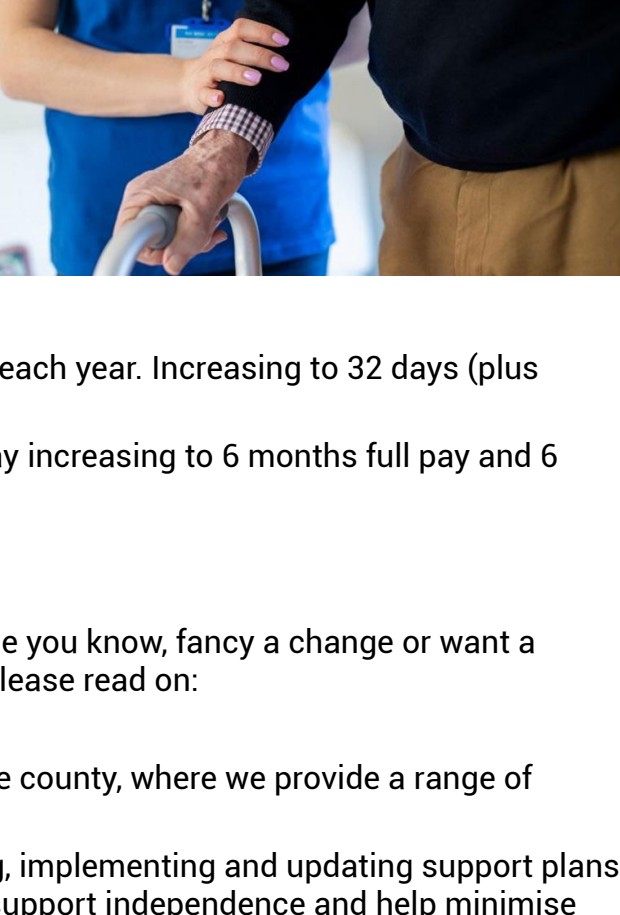 each year. Increasing to 32 days (plus
increasing to 6 months full pay and 6
you know, fancy a change or want a
read on:
county, where we provide a range of
implementing and updating support plans
support independence and help minimise